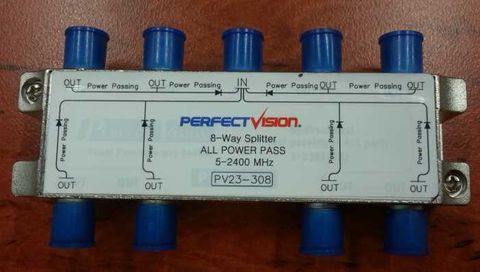 OUT Power Passing OUT Power Passing IN Power Passing OUT Power Passing OUT
Power Passing Power Passing Power Passing Power Passing
PERFECTVISION®
8-Way Splitter
ALL POWER PASS
5-2400 MHz
PV23-308
OUT OUT OUT OUT